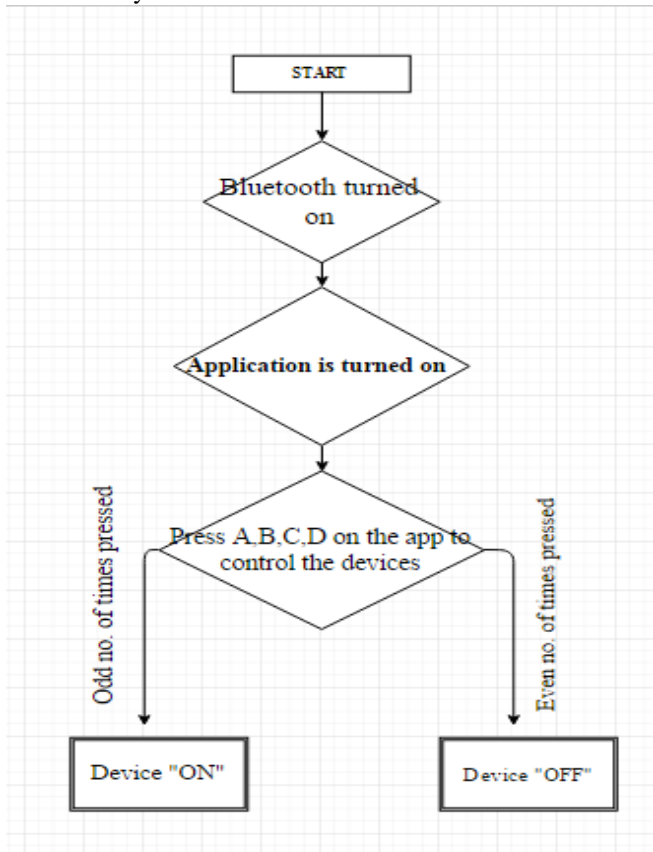 START
Bluetooth turned
on
Application is turned on
Press A,B,C,D on the app to
control the devices
Odd no. of times pressed
Even no. of times pressed
Device "ON"
Device "OFF"